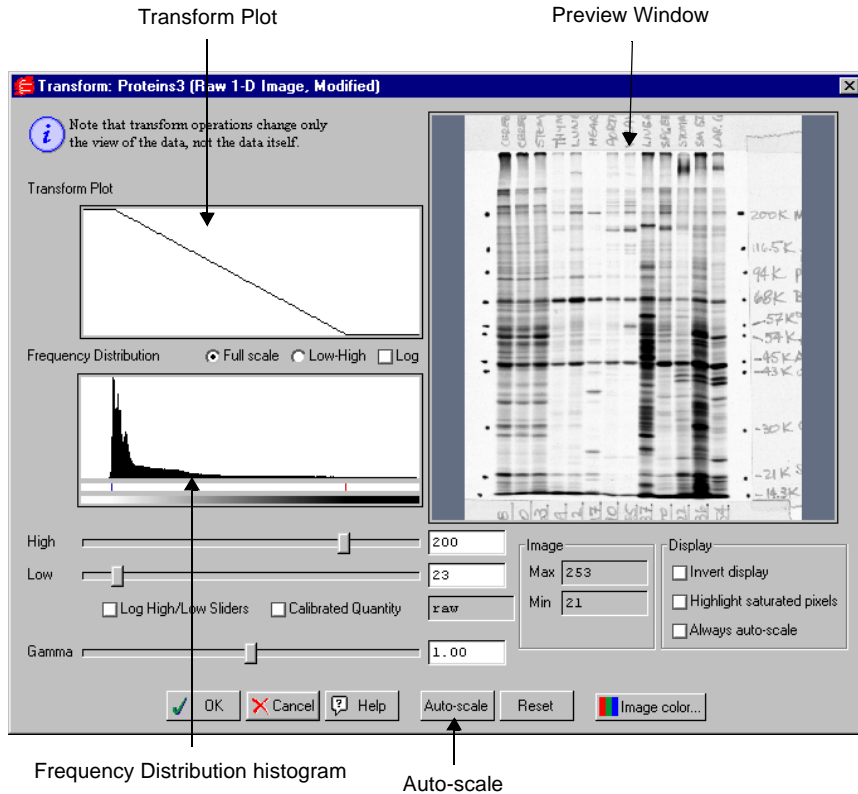 Transform Plot
Preview Window
Transform: Proteins3 (Raw 1-D Image, Modified)
i
Note that transform operations change only
the view of the data, not the data itself.
Transform Plot
200K
116.5K
94K
68K
-57K
-54K
-45K
-43K
-30K
-21K
-14.3K
Frequency Distribution
Full scale
Low-High
Log
High
200
Low
23
Log High/Low Sliders
Calibrated Quantity
raw
Gamma
1.00
Image
Max 253
Min 21
Display
Invert display
Highlight saturated pixels
Always auto-scale
OK
Cancel
Help
Auto-scale
Reset
Image color...
Frequency Distribution histogram
Auto-scale